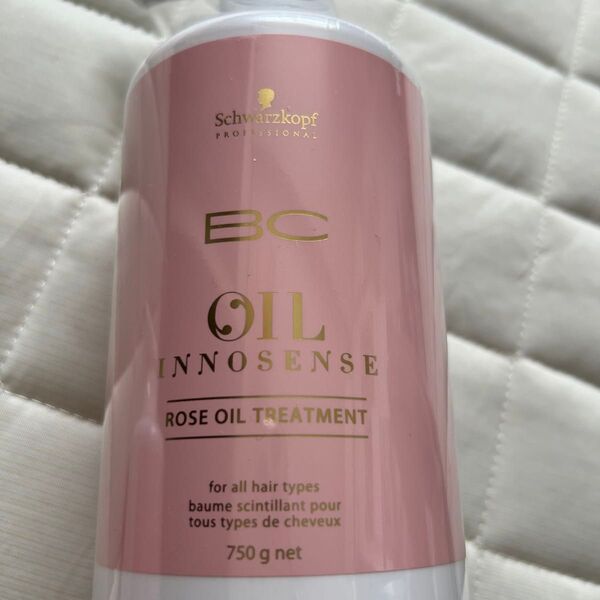 Schwarzkopf
PROFESSIONAL
BC
OIL
INNOSENSE
ROSE OIL TREATMENT
for all hair types
baume scintillant pour
tous types de cheveux
750 g net